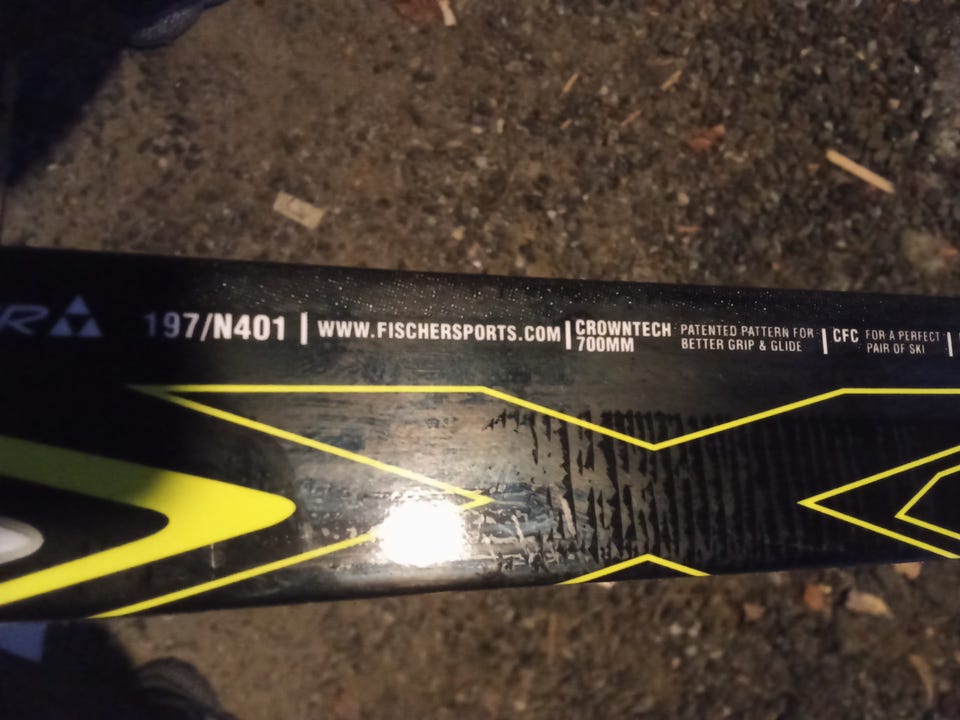 R 197/N401 | WWW.FISCHERSPORTS.COM | CROWNTECH 700MM PATENTED PATTERN FOR BETTER GRIP & GLIDE | CFC FOR A PERFECT PAIR OF SKI |